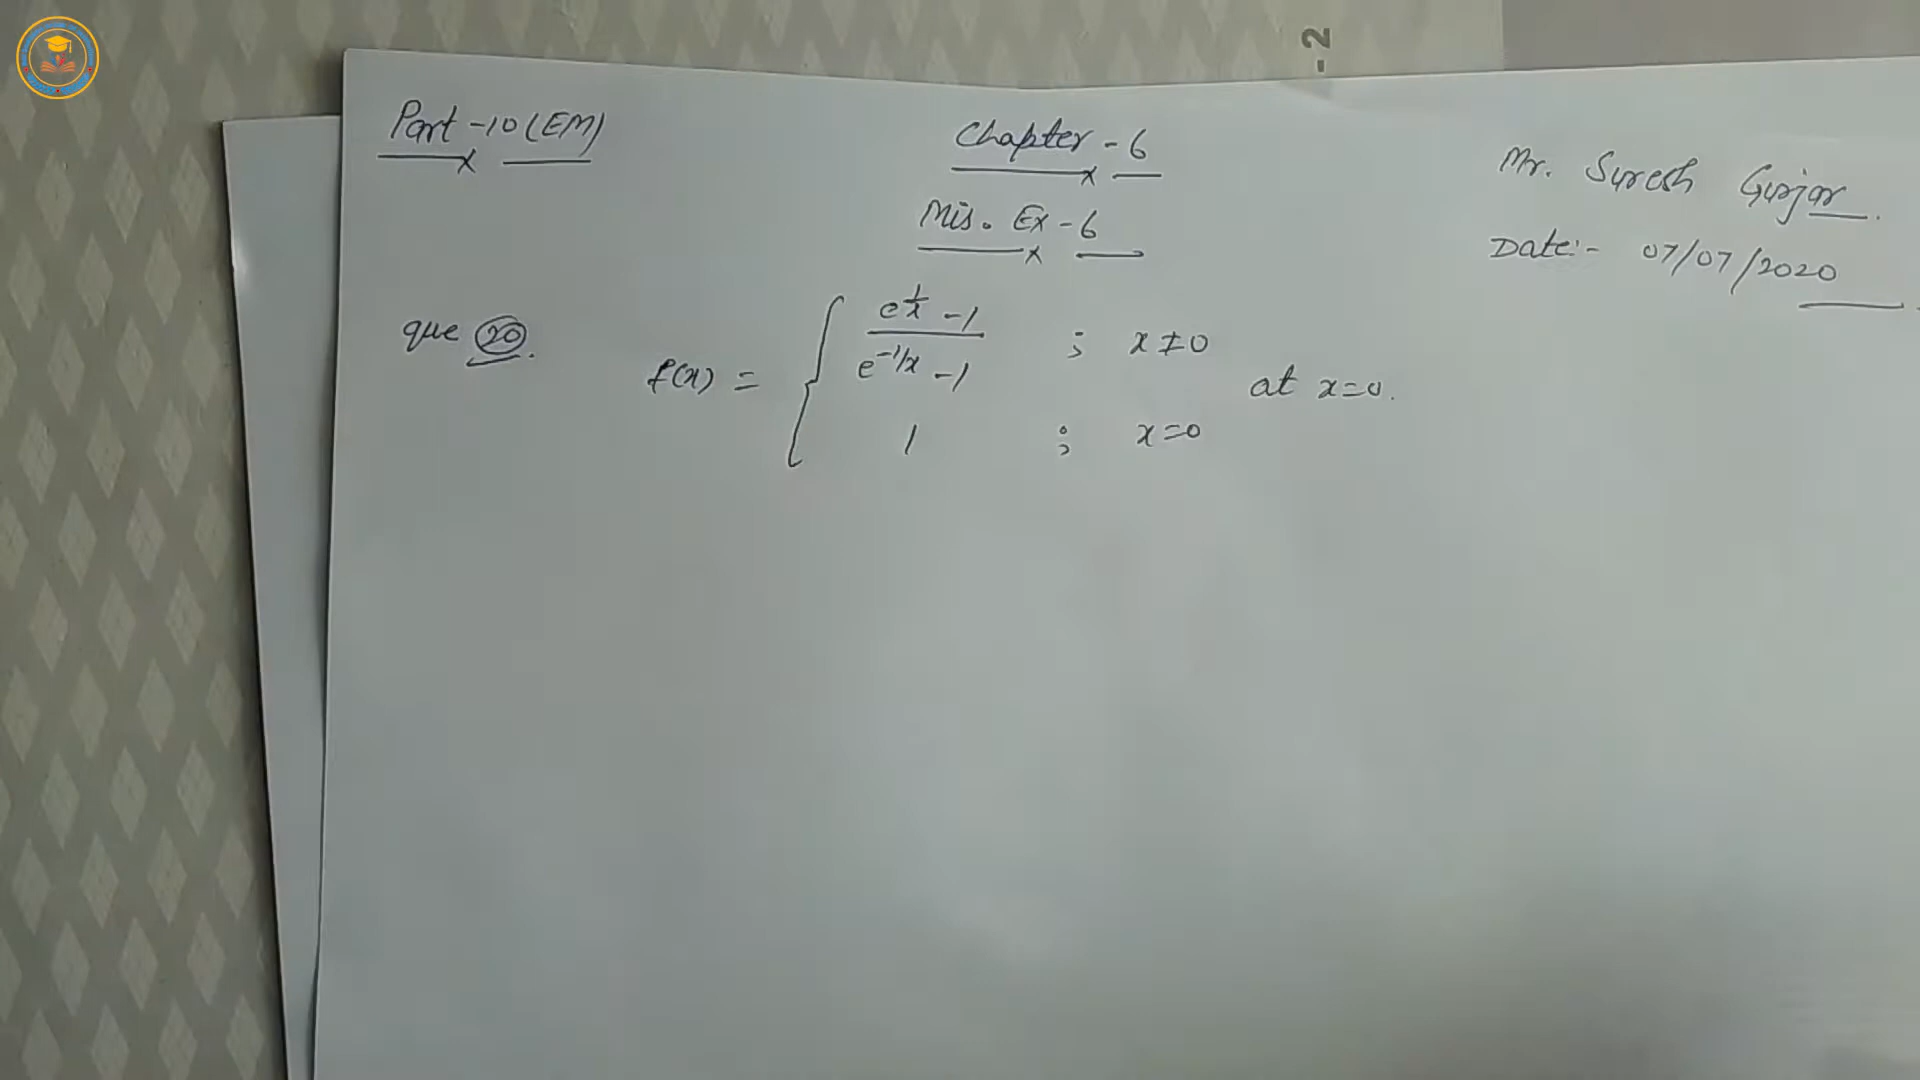 -2
Part-10(EM)
Chapter-6
Mr. Suresh Gurjar.
Mis. Ex-6
Date:- 07/07/2020
que 20.
f(x) = { (e^(1/x) - 1)/(e^(-1/x) - 1) ; x ≠ 0
at x=0.
1 ; x=0